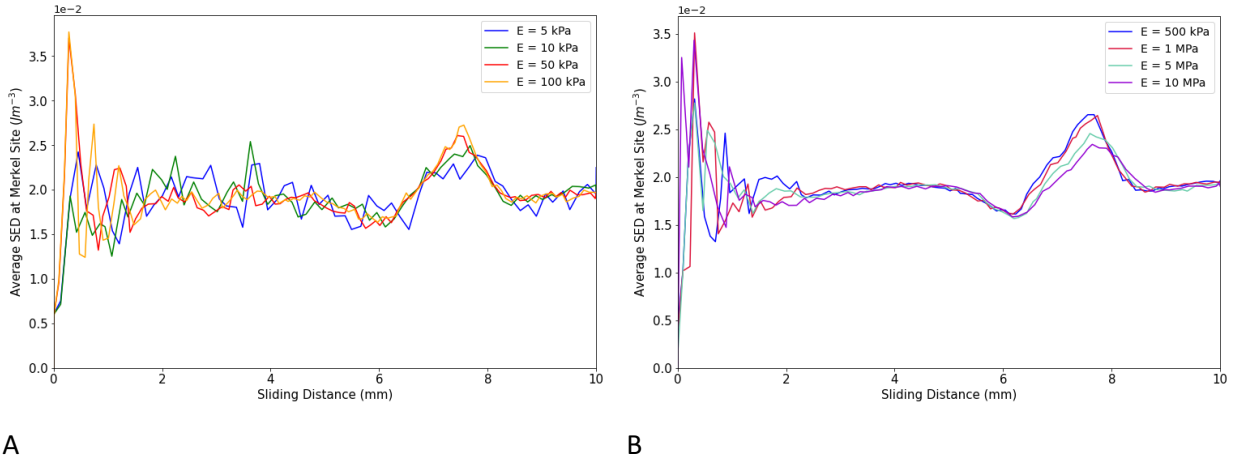 1e−2
Average SED at Merkel Site (Jm⁻³)
3.5
3.0
2.5
2.0
1.5
1.0
0.5
0.0
0 2 4 6 8 10
Sliding Distance (mm)
E = 5 kPa
E = 10 kPa
E = 50 kPa
E = 100 kPa
A
1e−2
Average SED at Merkel Site (Jm⁻³)
3.5
3.0
2.5
2.0
1.5
1.0
0.5
0.0
0 2 4 6 8 10
Sliding Distance (mm)
E = 500 kPa
E = 1 MPa
E = 5 MPa
E = 10 MPa
B